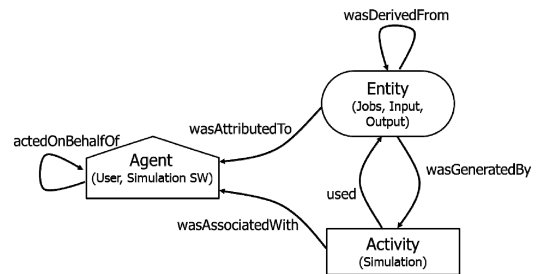 wasDerivedFrom
Entity
(Jobs, Input,
Output)
wasAttributedTo
actedOnBehalfOf
Agent
(User, Simulation SW)
wasGeneratedBy
used
wasAssociatedWith
Activity
(Simulation)